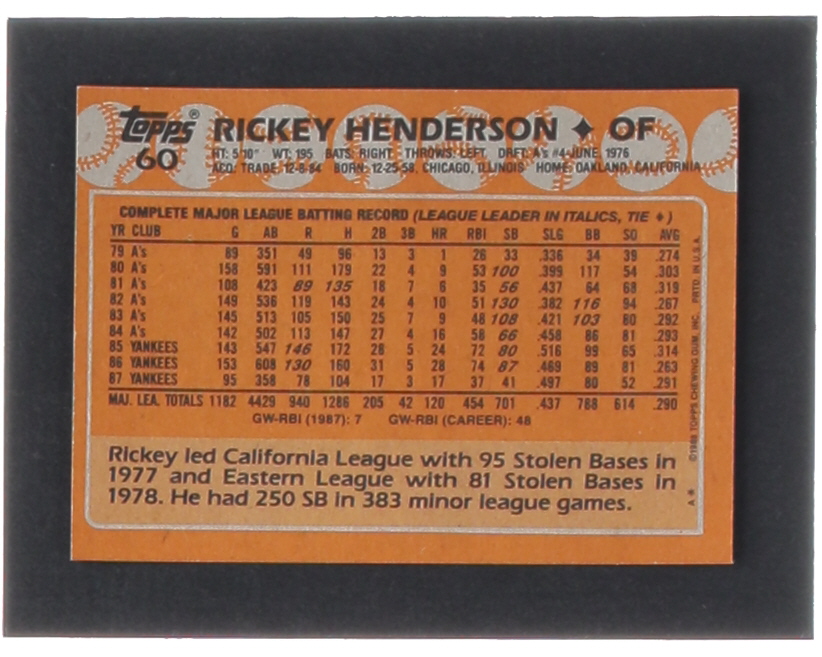 Topps® RICKEY HENDERSON ♦ OF
60
HT: 5'10" WT: 195 BATS: RIGHT THROWS: LEFT DRFT: A's #4-JUNE, 1976
ACQ: TRADE, 12-8-84 BORN: 12-25-58, CHICAGO, ILLINOIS HOME: OAKLAND, CALIFORNIA
COMPLETE MAJOR LEAGUE BATTING RECORD (LEAGUE LEADER IN ITALICS, TIE ♦)
YR CLUB G AB R H 2B 3B HR RBI SB SLG BB SO AVG
79 A's 89 351 49 96 13 3 1 26 33 .336 34 39 .274
80 A's 158 591 111 179 22 4 9 53 100 .399 117 54 .303
81 A's 108 423 89 135 18 7 6 35 56 .437 64 68 .319
82 A's 149 536 119 143 24 4 10 51 130 .382 116 94 .267
83 A's 145 513 105 150 25 7 9 48 108 .421 103 80 .292
84 A's 142 502 113 147 27 4 16 58 66 .458 86 81 .293
85 YANKEES 143 547 146 172 28 5 24 72 80 .516 99 65 .314
86 YANKEES 153 608 130 160 31 5 28 74 87 .469 89 81 .263
87 YANKEES 95 358 78 104 17 3 17 37 41 .497 80 52 .291
MAJ. LEA. TOTALS 1182 4429 940 1286 205 42 120 454 701 .437 788 614 .290
GW-RBI (1987): 7 GW-RBI (CAREER): 48
Rickey led California League with 95 Stolen Bases in
1977 and Eastern League with 81 Stolen Bases in
1978. He had 250 SB in 383 minor league games.
A* ©1988 TOPPS CHEWING GUM, INC. PRTD. IN U.S.A.